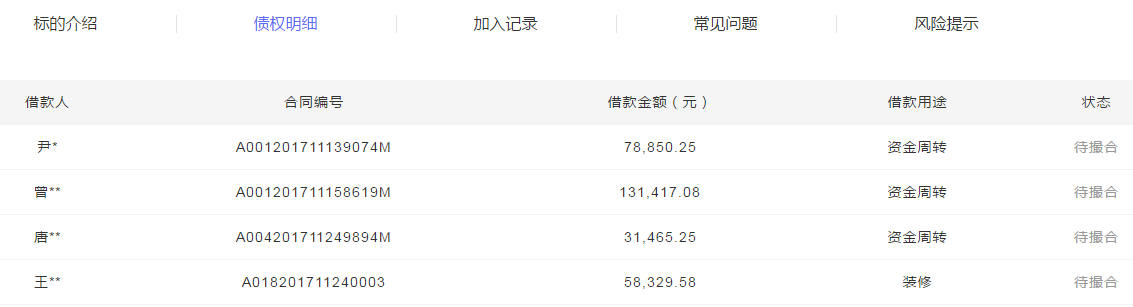 标的介绍 债权明细 加入记录 常见问题 风险提示
借款人 合同编号 借款金额（元） 借款用途 状态
尹* A001201711139074M 78,850.25 资金周转 待撮合
曾** A001201711158619M 131,417.08 资金周转 待撮合
唐** A004201711249894M 31,465.25 资金周转 待撮合
王** A018201711240003 58,329.58 装修 待撮合